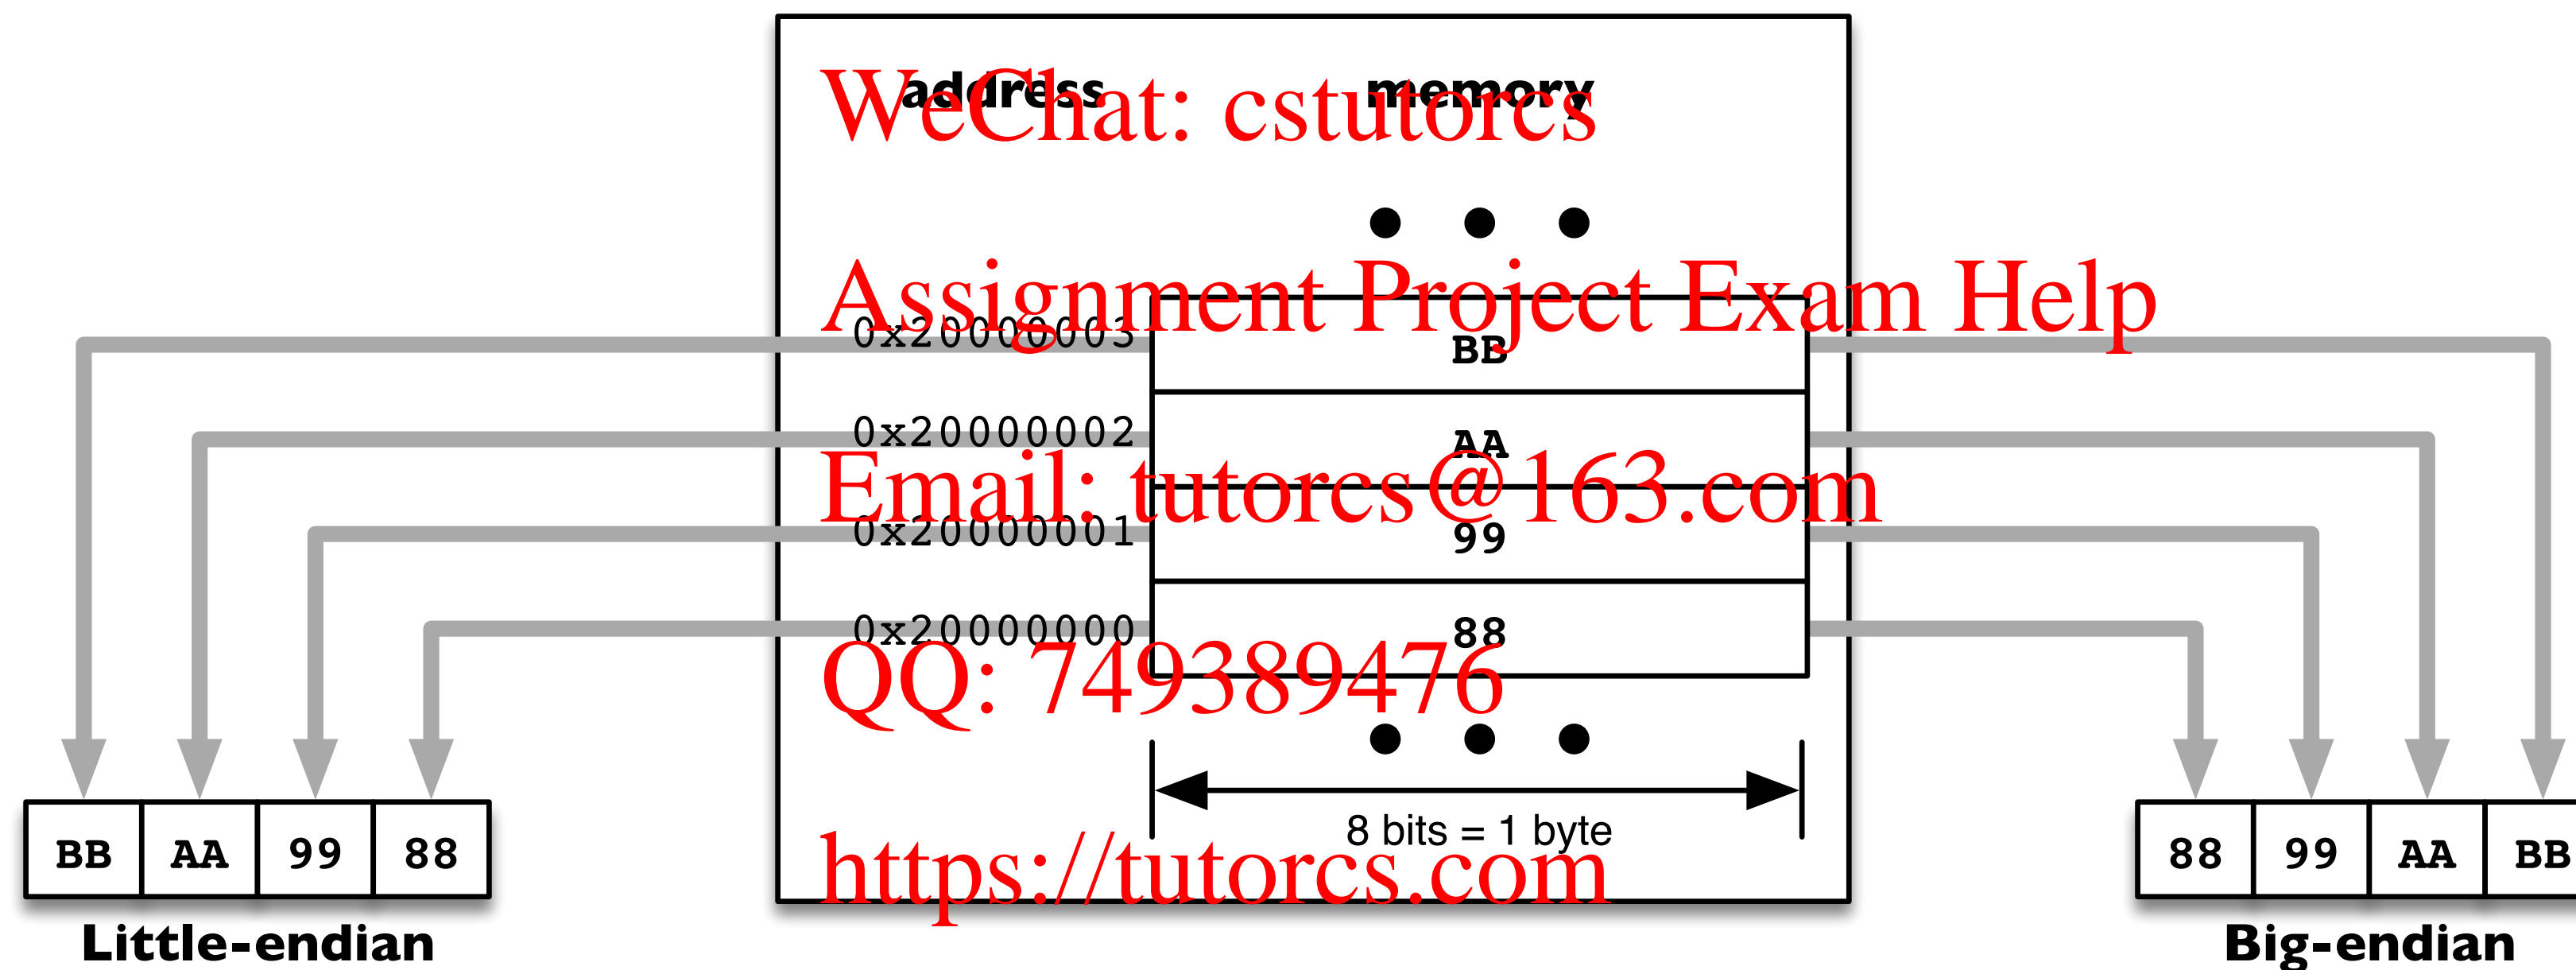 address memory
WeChat: cstutorcs
Assignment Project Exam Help
0x20000003 BB
0x20000002 AA
Email: tutorcs@163.com
0x20000001 99
0x20000000 88
QQ: 749389476
8 bits = 1 byte
https://tutorcs.com
BB AA 99 88
Little-endian
88 99 AA BB
Big-endian